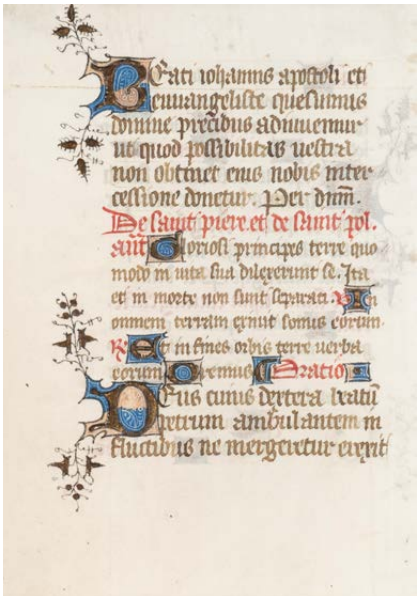 Beati iohannis apostoli et
euuangeliste quesumus
domine precibus adiuuemur
ut quod possibilitas nostra
non obtinet eius nobis inter
cessione donetur. Per dnm.
De saint piere. et de saint pol.
ant Gloriosi principes terre quo
modo in uita sua dilexerunt se. Ita
et in morte non sunt separati. V In
omnem terram exiuit sonus eorum.
R Et in fines orbis terre uerba
eorum Oremus Oratio
Deus cuius dextera beatū
petrum ambulantem in
fluctibus ne mergeretur erexit